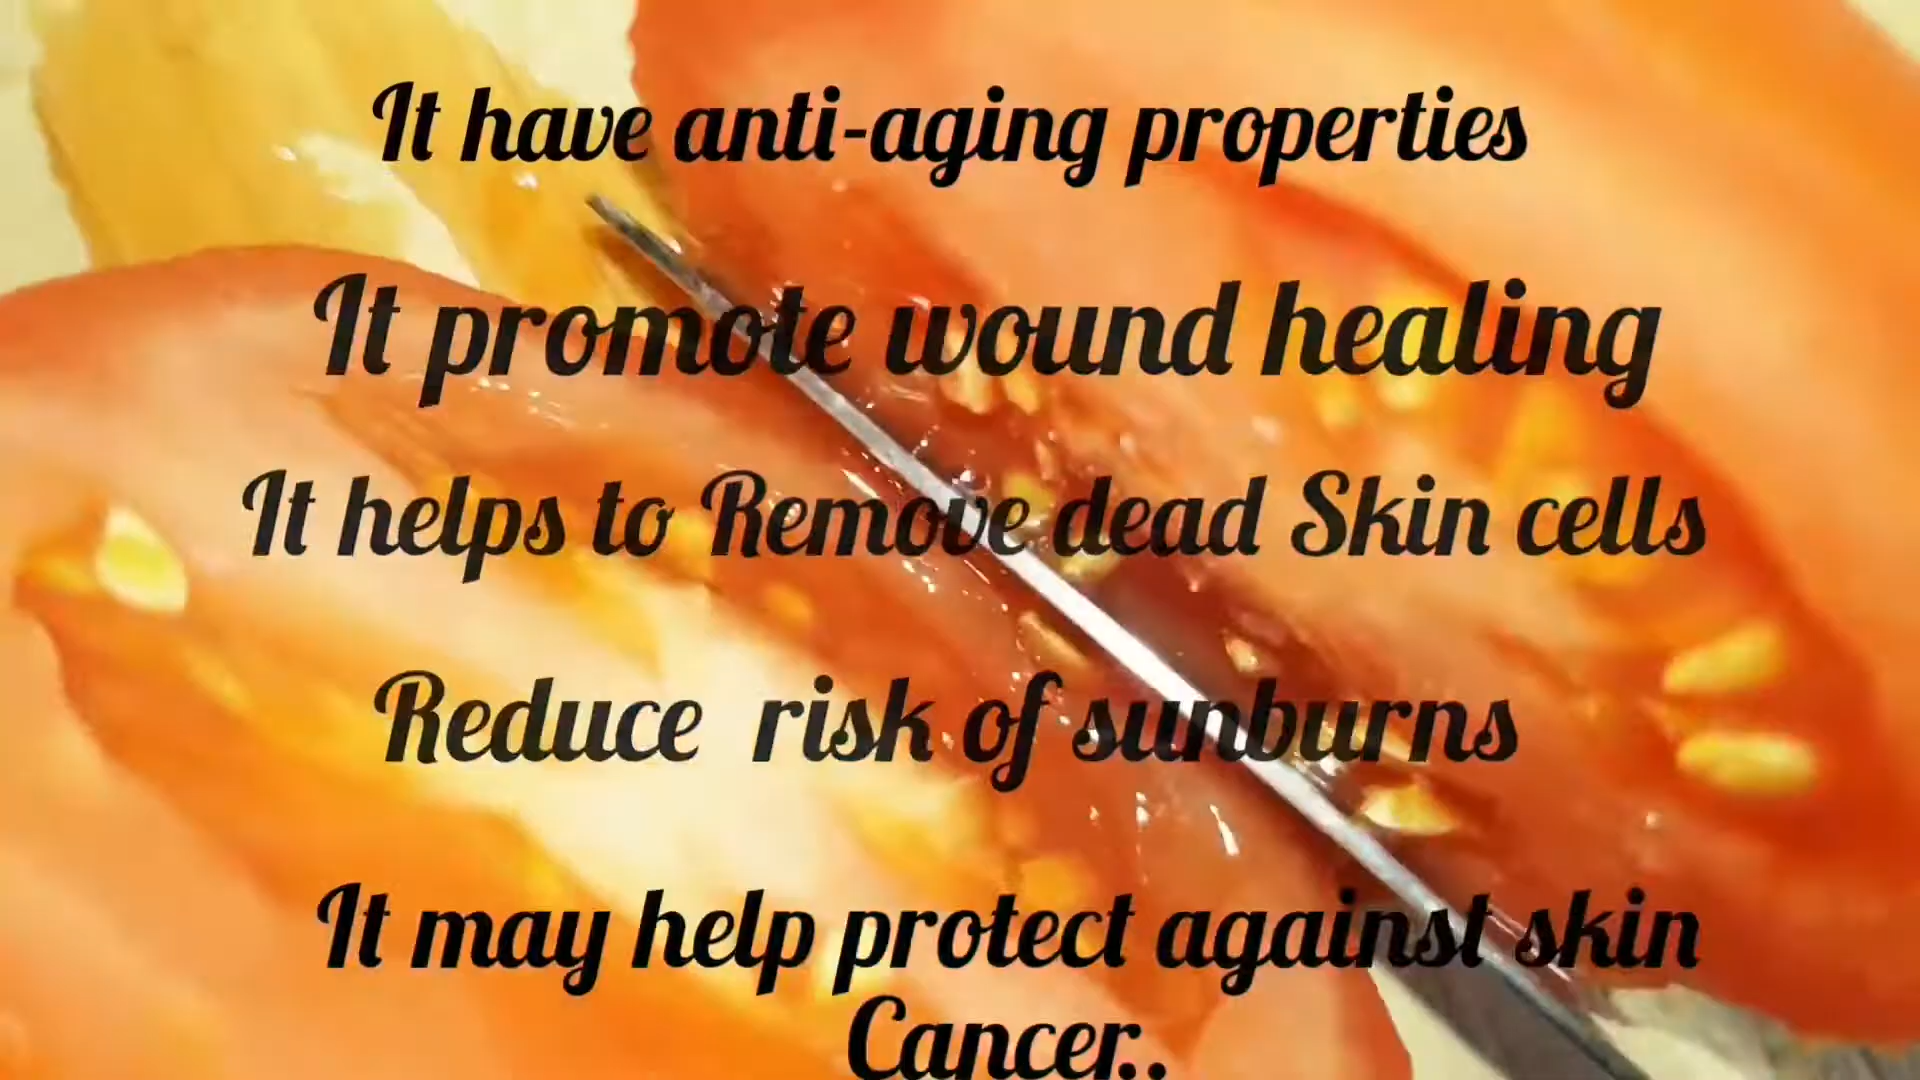 It have anti-aging properties
It promote wound healing
It helps to Remove dead Skin cells
Reduce  risk of sunburns
It may help protect against skin
Cancer..